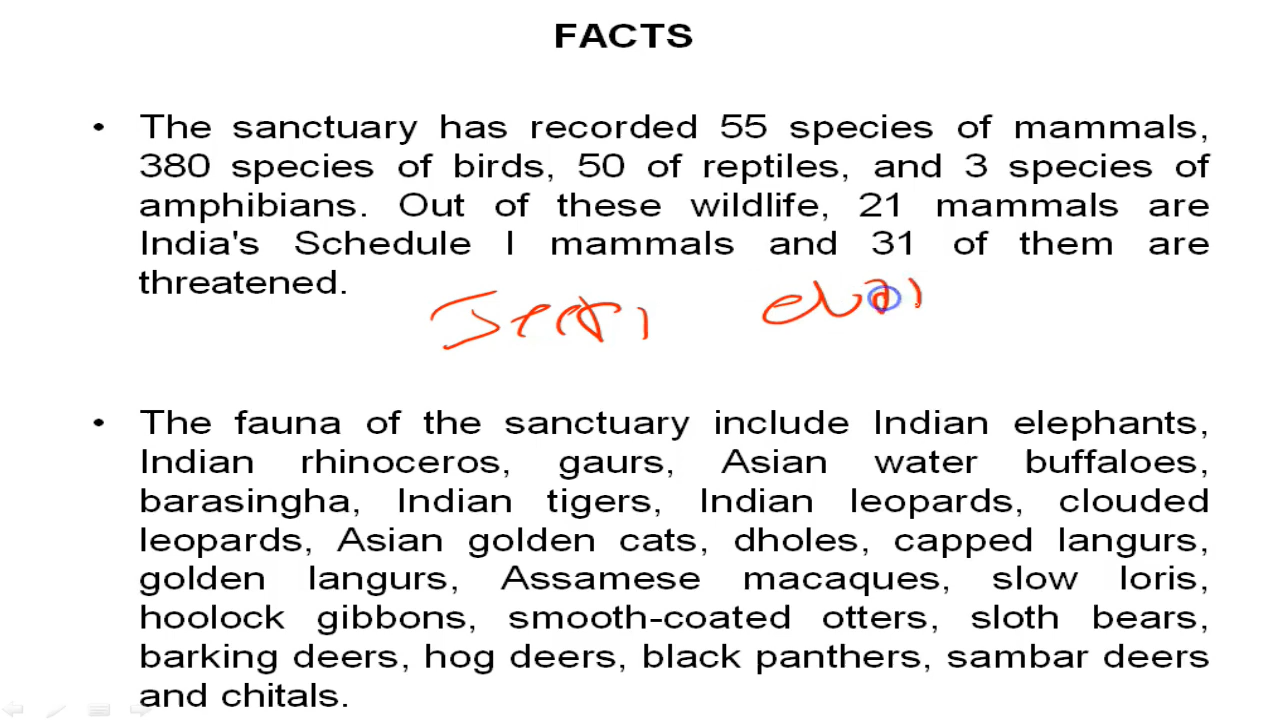 FACTS
• The sanctuary has recorded 55 species of mammals,
380 species of birds, 50 of reptiles, and 3 species of
amphibians. Out of these wildlife, 21 mammals are
India's Schedule I mammals and 31 of them are
threatened.
• The fauna of the sanctuary include Indian elephants,
Indian rhinoceros, gaurs, Asian water buffaloes,
barasingha, Indian tigers, Indian leopards, clouded
leopards, Asian golden cats, dholes, capped langurs,
golden langurs, Assamese macaques, slow loris,
hoolock gibbons, smooth-coated otters, sloth bears,
barking deers, hog deers, black panthers, sambar deers
and chitals.